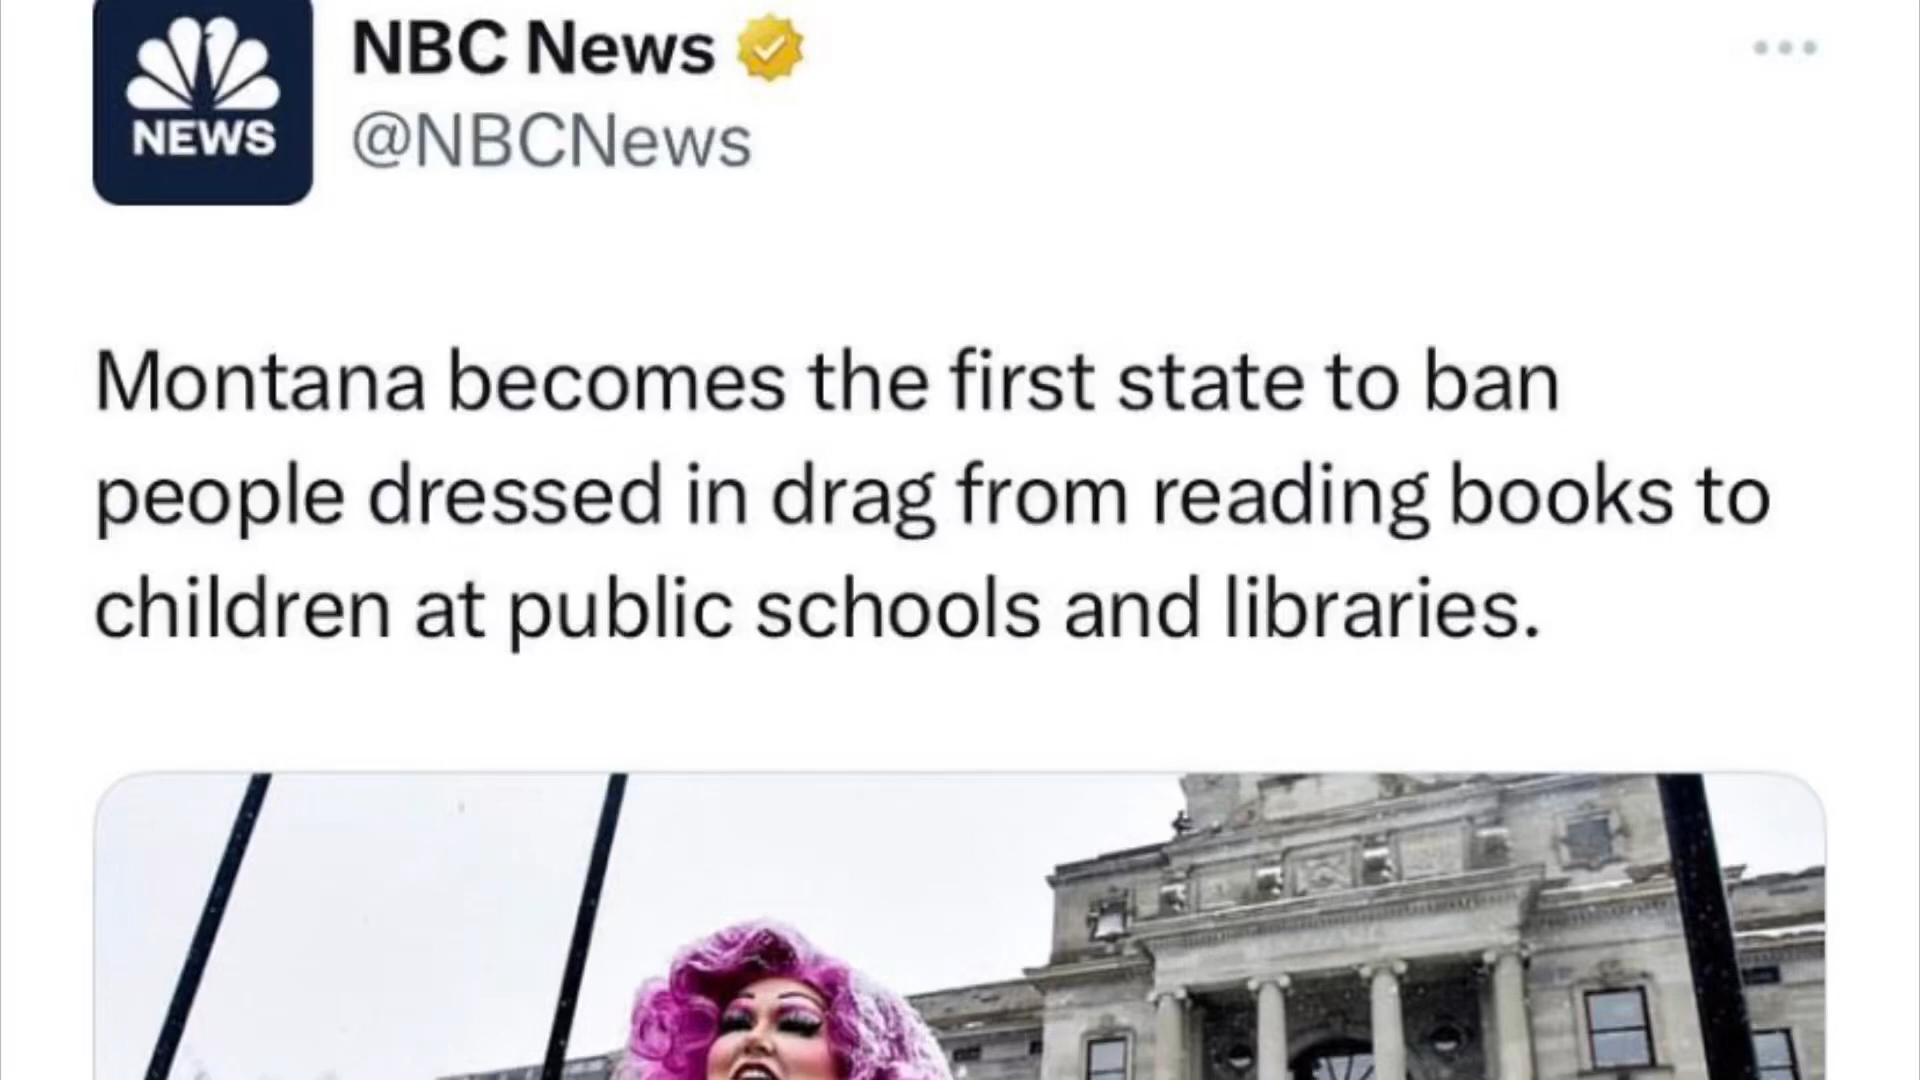 NBC News
@NBCNews
NEWS
Montana becomes the first state to ban
people dressed in drag from reading books to
children at public schools and libraries.